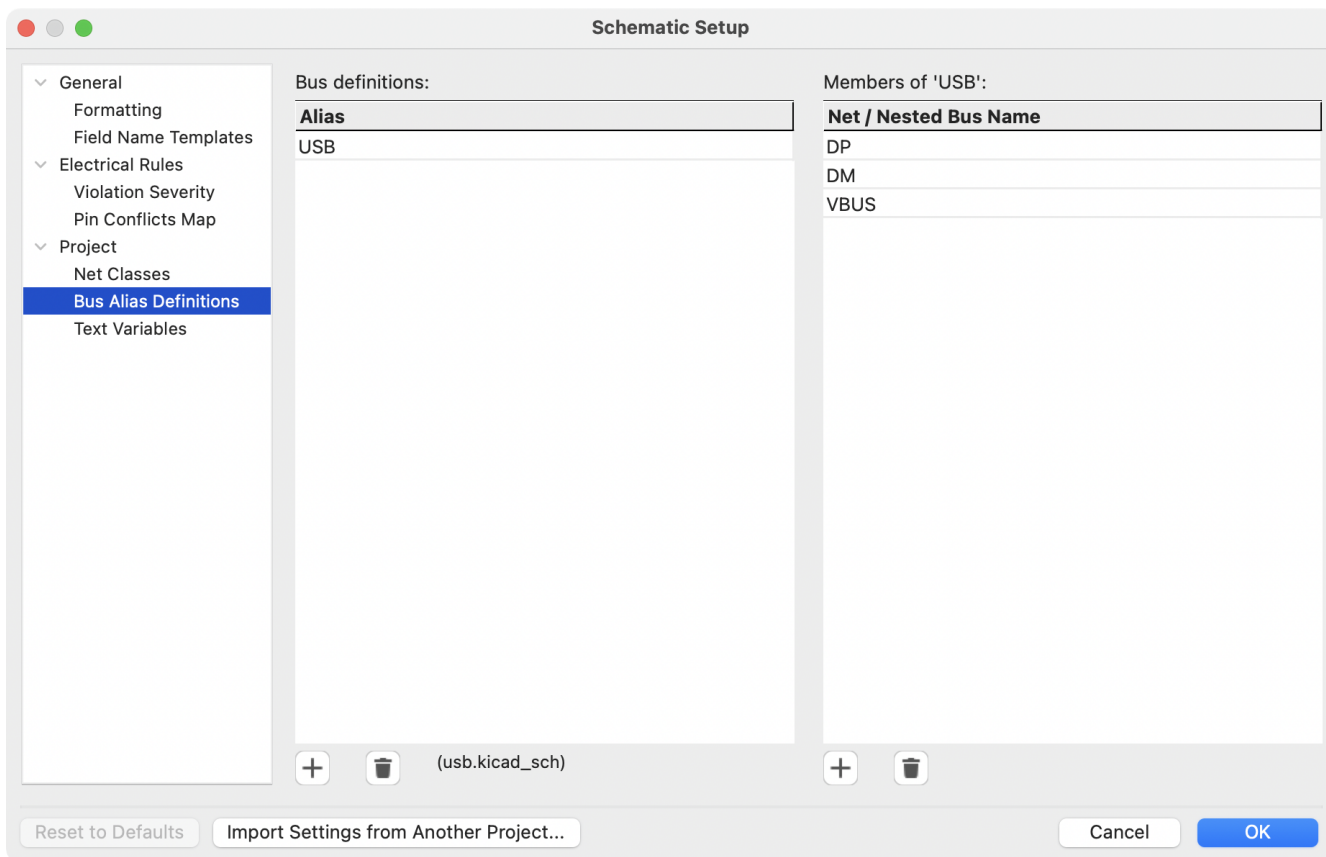 Schematic Setup
General
Formatting
Field Name Templates
Electrical Rules
Violation Severity
Pin Conflicts Map
Project
Net Classes
Bus Alias Definitions
Text Variables
Bus definitions:
Alias
USB
(usb.kicad_sch)
Members of 'USB':
Net / Nested Bus Name
DP
DM
VBUS
Reset to Defaults
Import Settings from Another Project...
Cancel
OK